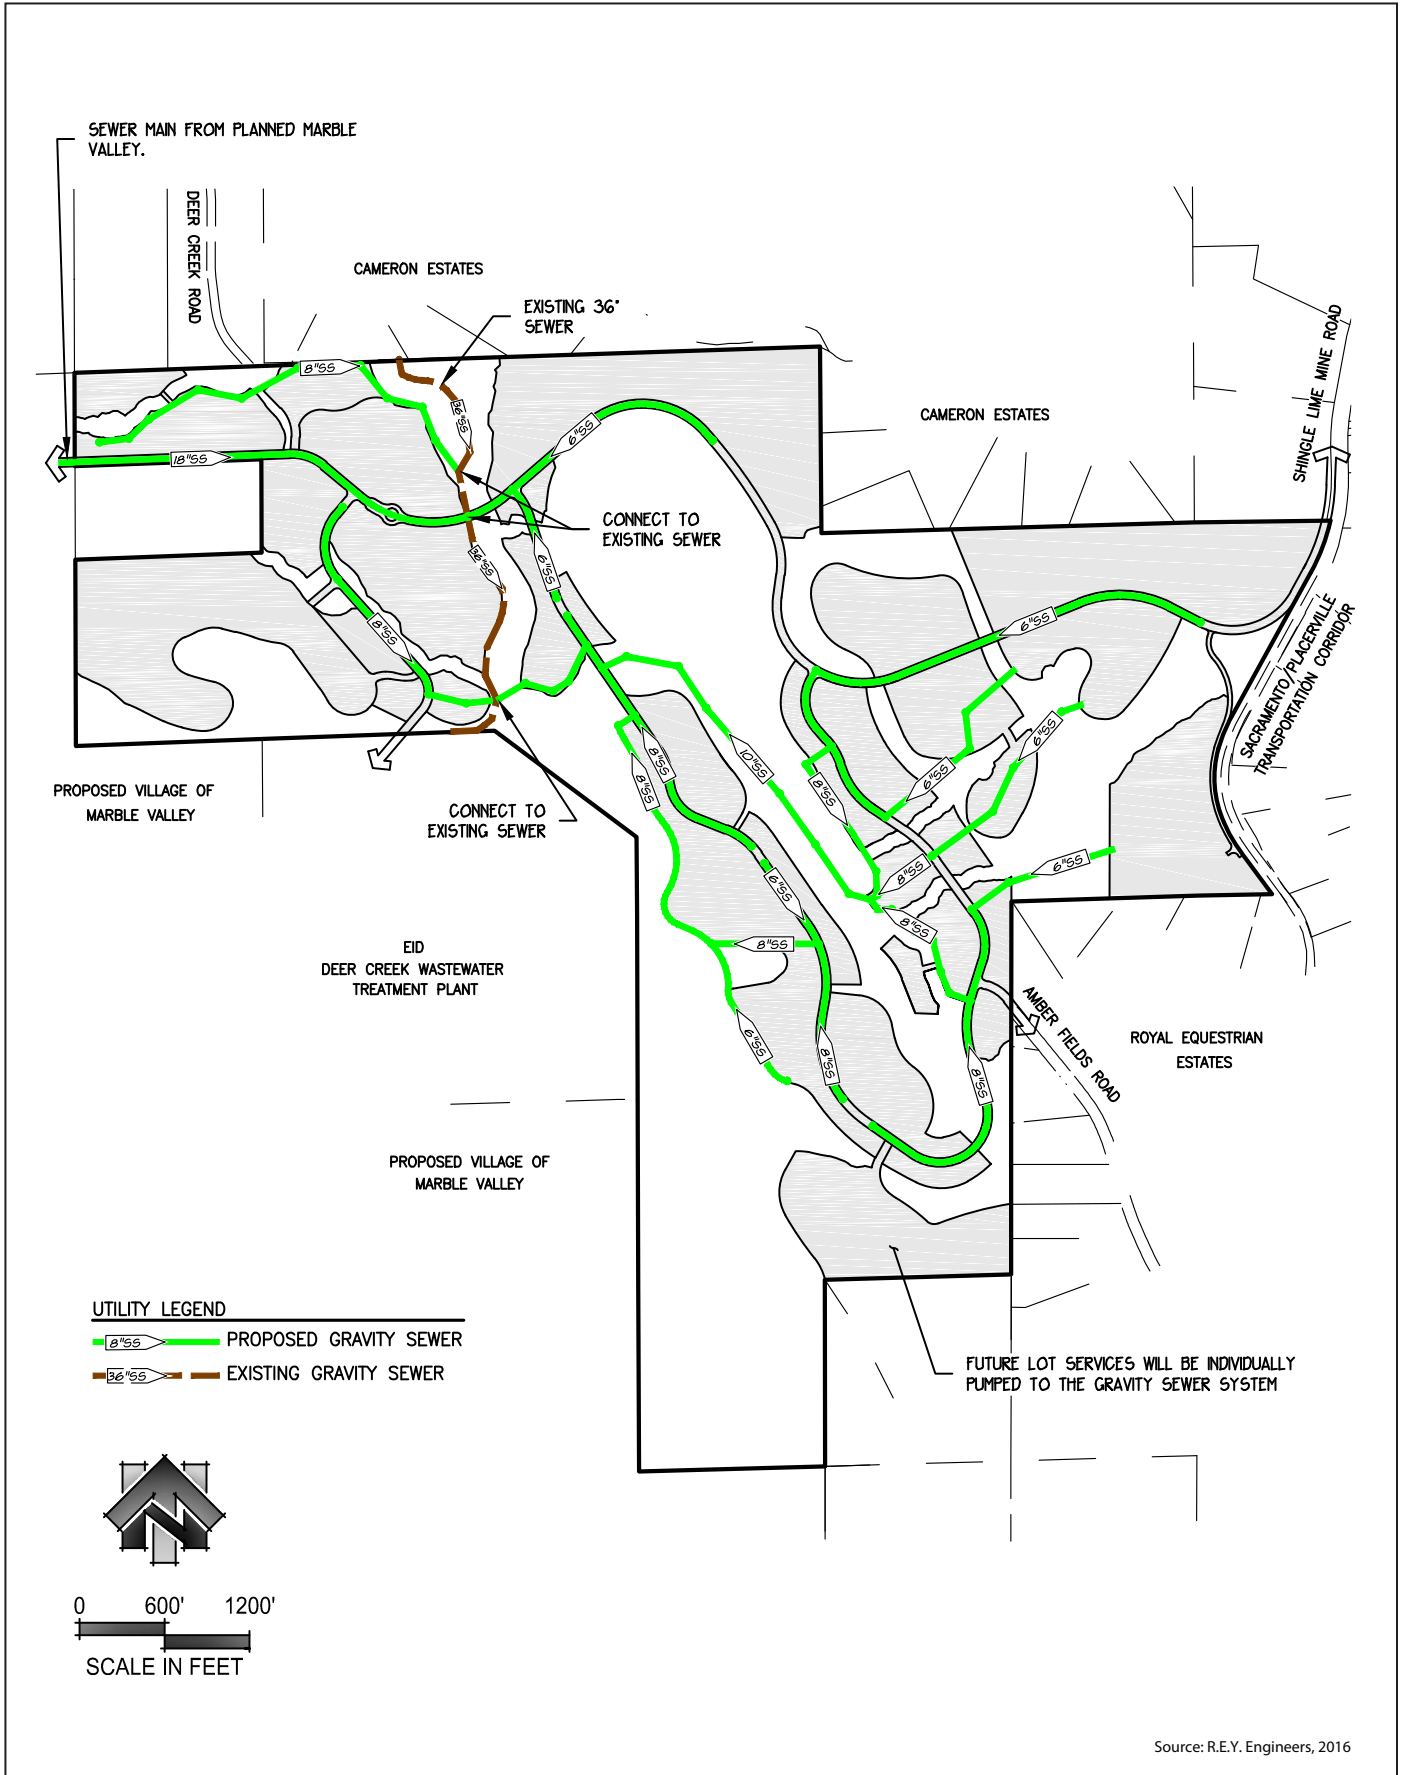 SEWER MAIN FROM PLANNED MARBLE
VALLEY.
DEER CREEK ROAD
CAMERON ESTATES
EXISTING 36"
SEWER
8"SS
36"SS
6"SS
18"SS
CAMERON ESTATES
SHINGLE LIME MINE ROAD
CONNECT TO
EXISTING SEWER
36"SS
6"SS
8"SS
6"SS
SACRAMENTO/PLACERVILLE
TRANSPORTATION CORRIDOR
PROPOSED VILLAGE OF
MARBLE VALLEY
CONNECT TO
EXISTING SEWER
8"SS
8"SS
10"SS
8"SS
6"SS
6"SS
6"SS
8"SS
6"SS
8"SS
8"SS
EID
DEER CREEK WASTEWATER
TREATMENT PLANT
6"SS
8"SS
8"SS
AMBER FIELDS ROAD
ROYAL EQUESTRIAN
ESTATES
PROPOSED VILLAGE OF
MARBLE VALLEY
UTILITY LEGEND
8"SS PROPOSED GRAVITY SEWER
36"SS EXISTING GRAVITY SEWER
FUTURE LOT SERVICES WILL BE INDIVIDUALLY
PUMPED TO THE GRAVITY SEWER SYSTEM
0 600' 1200'
SCALE IN FEET
Source: R.E.Y. Engineers, 2016